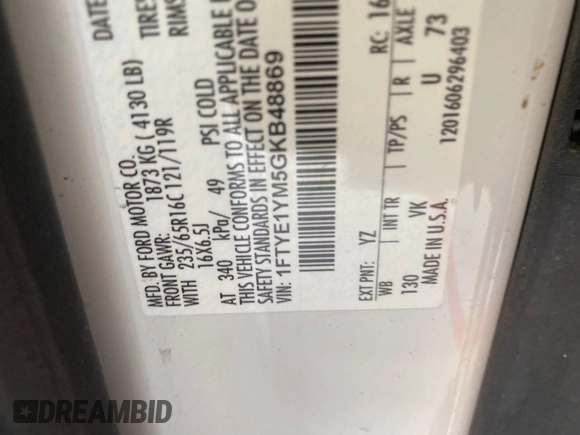 DATE
MFD. BY FORD MOTOR CO.
FRONT GAWR: 1873 KG ( 4130 LB)
WITH 235/65R16C 121/119R TIRES
16X6.5J RIMS
AT 340 kPa/ 49 PSI COLD
THIS VEHICLE CONFORMS TO ALL APPLICABLE
SAFETY STANDARDS IN EFFECT ON THE DATE O
VIN: 1FTYE1YM5GKB48869
EXT PNT: YZ RC: 16
WB INT TR TP/PS R AXLE
130 VK U 73
MADE IN U.S.A. 1201606296403
DREAMBID